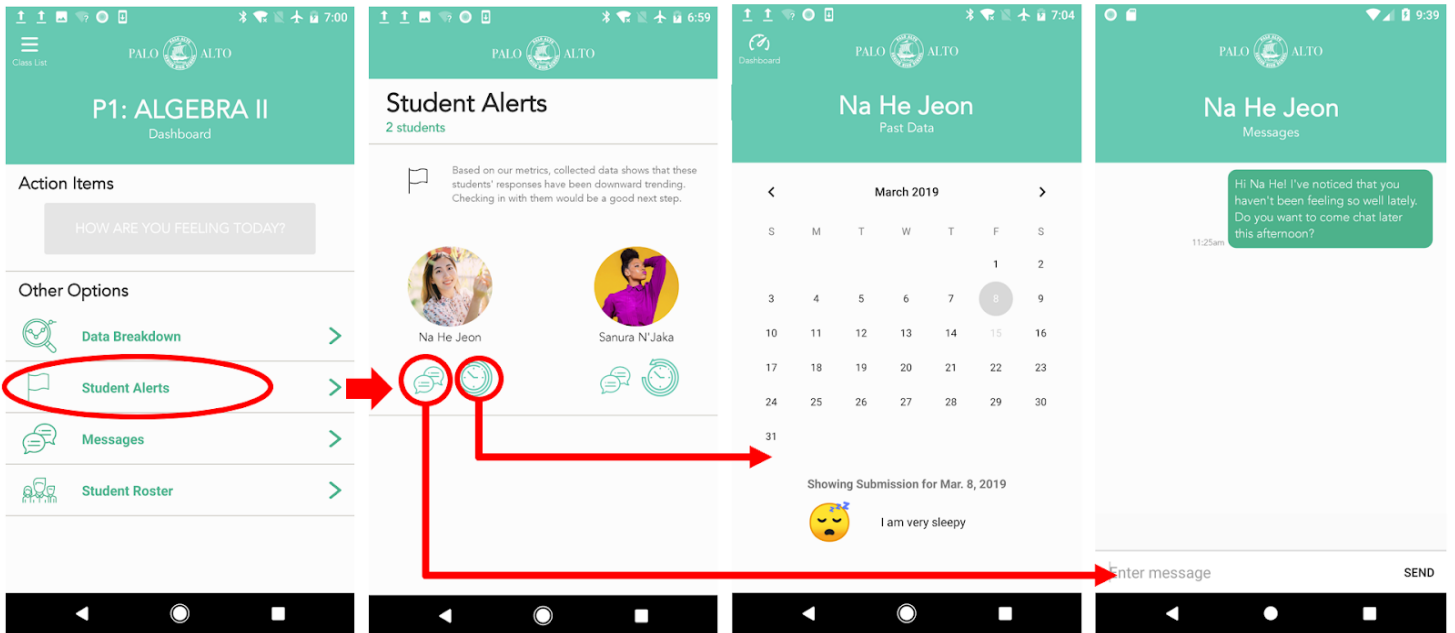 7:00
Class List
PALO ALTO
P1: ALGEBRA II
Dashboard
Action Items
HOW ARE YOU FEELING TODAY?
Other Options
Data Breakdown
Student Alerts
Messages
Student Roster
6:59
PALO ALTO
Student Alerts
2 students
Based on our metrics, collected data shows that these
students' responses have been downward trending.
Checking in with them would be a good next step.
Na He Jeon
Sanura N'Jaka
7:04
Dashboard
PALO ALTO
Na He Jeon
Past Data
March 2019
S M T W T F S
1 2
3 4 5 6 7 8 9
10 11 12 13 14 15 16
17 18 19 20 21 22 23
24 25 26 27 28 29 30
31
Showing Submission for Mar. 8, 2019
I am very sleepy
9:39
PALO ALTO
Na He Jeon
Messages
Hi Na He! I've noticed that you
haven't been feeling so well lately.
Do you want to come chat later
this afternoon?
11:25am
Enter message
SEND